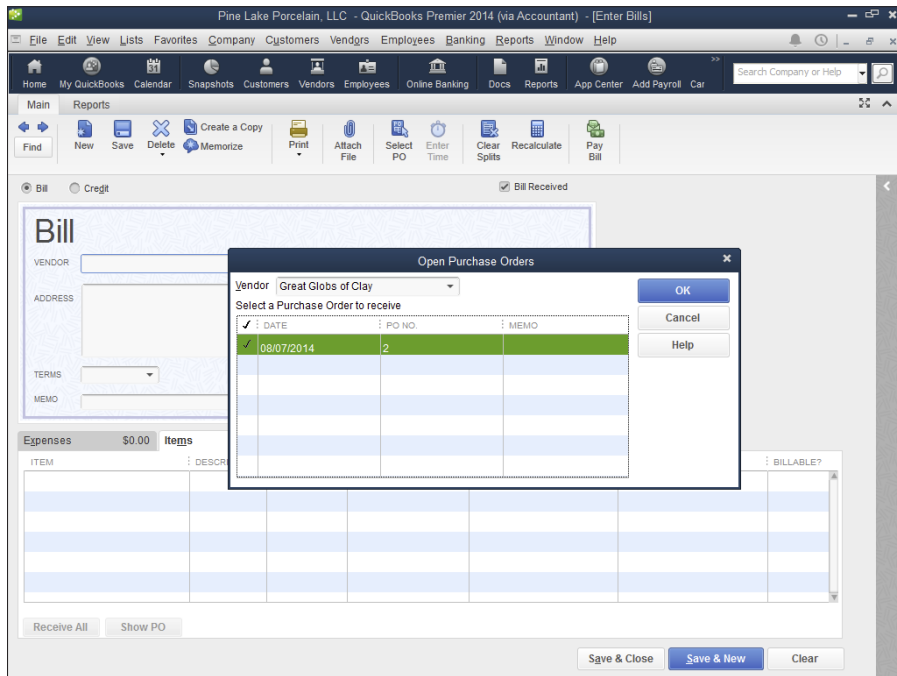 Pine Lake Porcelain, LLC - QuickBooks Premier 2014 (via Accountant) - [Enter Bills]
File Edit View Lists Favorites Company Customers Vendors Employees Banking Reports Window Help
Home My QuickBooks Calendar Snapshots Customers Vendors Employees Online Banking Docs Reports App Center Add Payroll Car >> Search Company or Help
Main Reports
Find New Save Delete Create a Copy Memorize Print Attach File Select PO Enter Time Clear Splits Recalculate Pay Bill
Bill Credit Bill Received
Bill
VENDOR
ADDRESS
TERMS
MEMO
Open Purchase Orders
Vendor Great Globs of Clay
Select a Purchase Order to receive
DATE PO NO. MEMO
08/07/2014 2
OK
Cancel
Help
Expenses $0.00 Items
ITEM DESCRI BILLABLE?
Receive All Show PO
Save & Close Save & New Clear